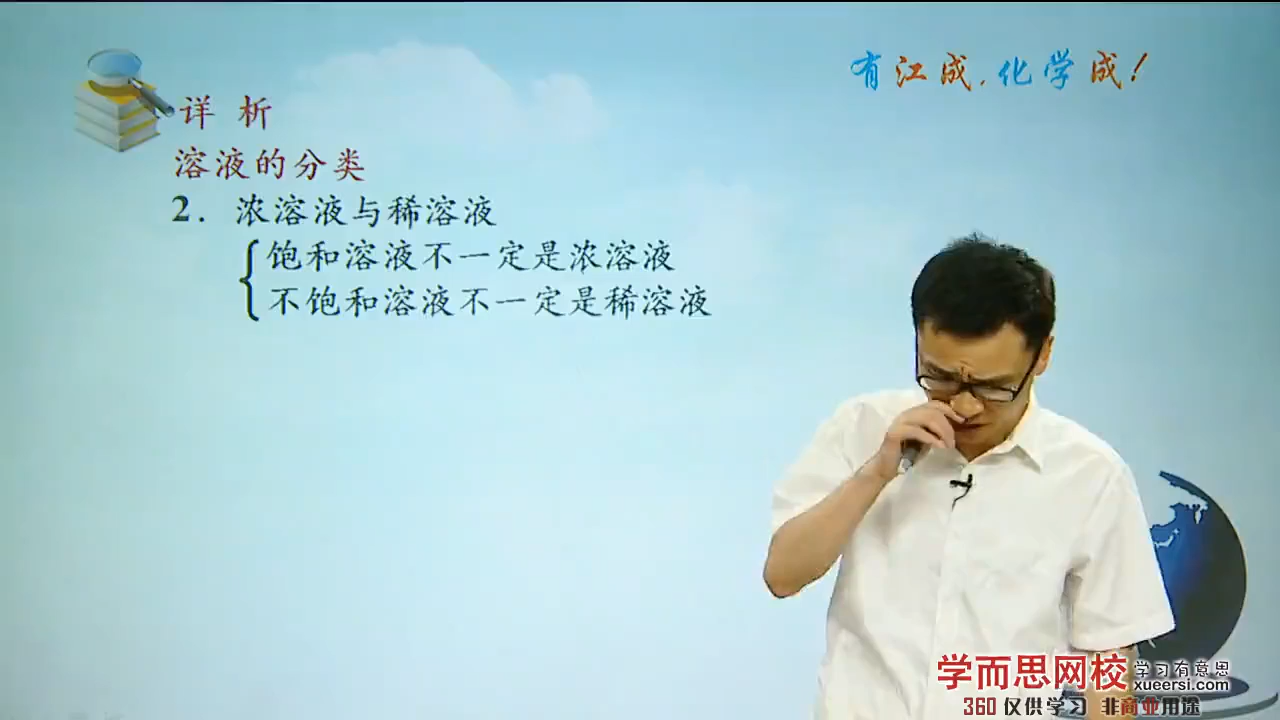 有江成,化学成!
详 析
溶液的分类
2. 浓溶液与稀溶液
饱和溶液不一定是浓溶液
不饱和溶液不一定是稀溶液
学而思网校 学习有意思
xueersi.com
360 仅供学习 非商业用途